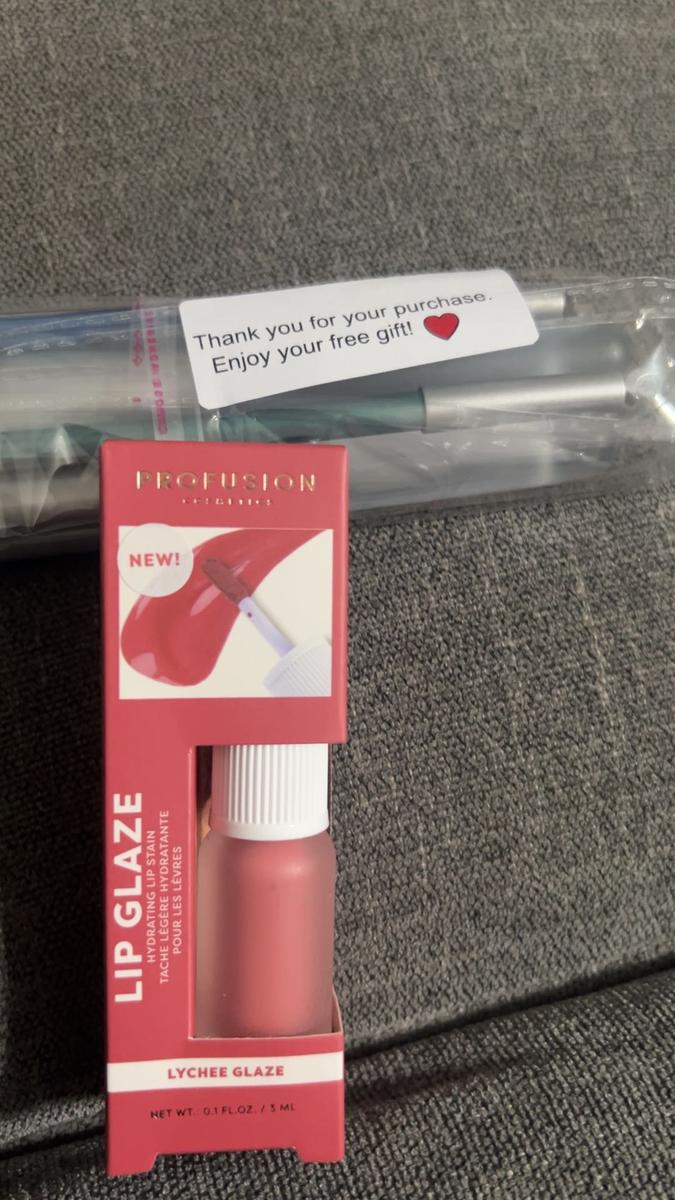 Thank you for your purchase.
Enjoy your free gift!
PROFUSION
COSMETICS
NEW!
LIP GLAZE
HYDRATING LIP STAIN
TACHE LÉGÈRE HYDRATANTE
POUR LES LÈVRES
LYCHEE GLAZE
NET WT.: 0.1 FL.OZ. / 3 ML